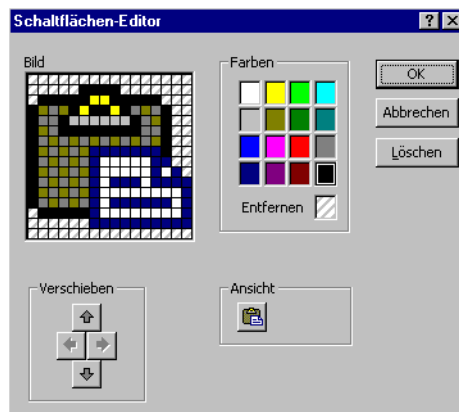 Schaltflächen-Editor
Bild
Farben
OK
Abbrechen
Löschen
Entfernen
Verschieben
Ansicht